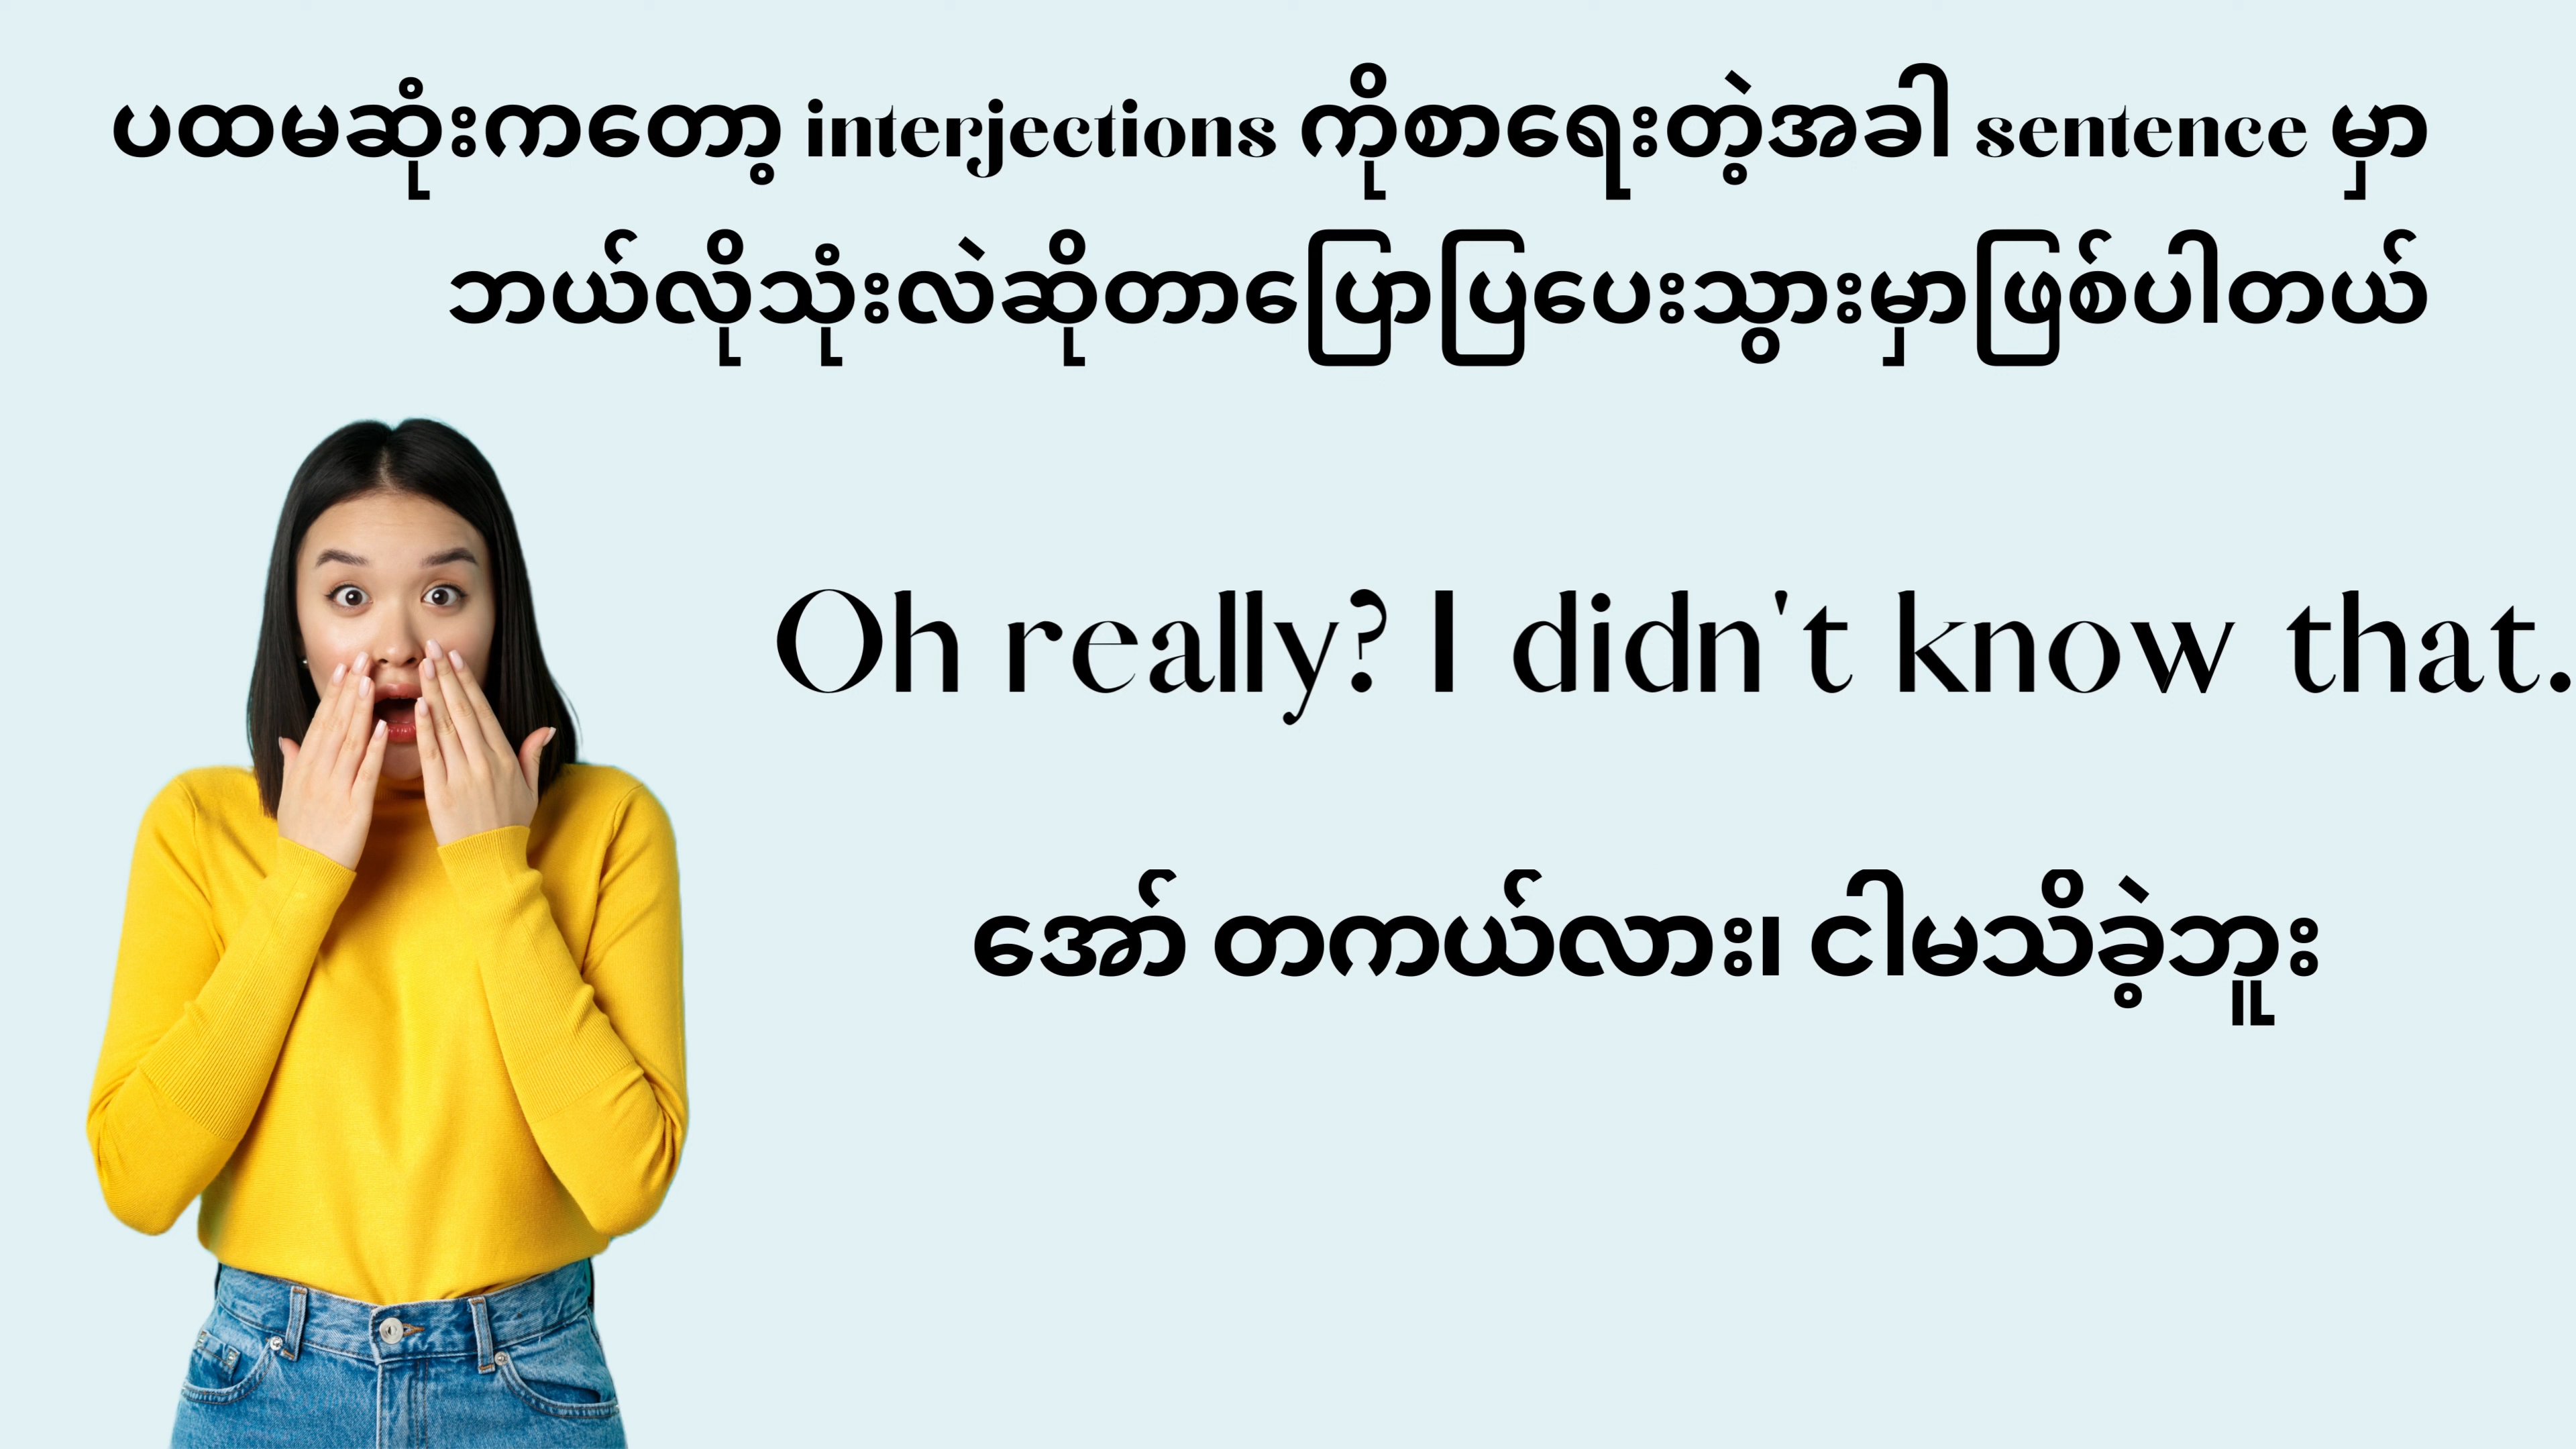 ပထမဆုံးကတော့ interjections ကိုစာရေးတဲ့အခါ sentence မှာ
ဘယ်လိုသုံးလဲဆိုတာပြောပြပေးသွားမှာဖြစ်ပါတယ်
Oh really? I didn't know that.
အော် တကယ်လား၊ ငါမသိခဲ့ဘူး